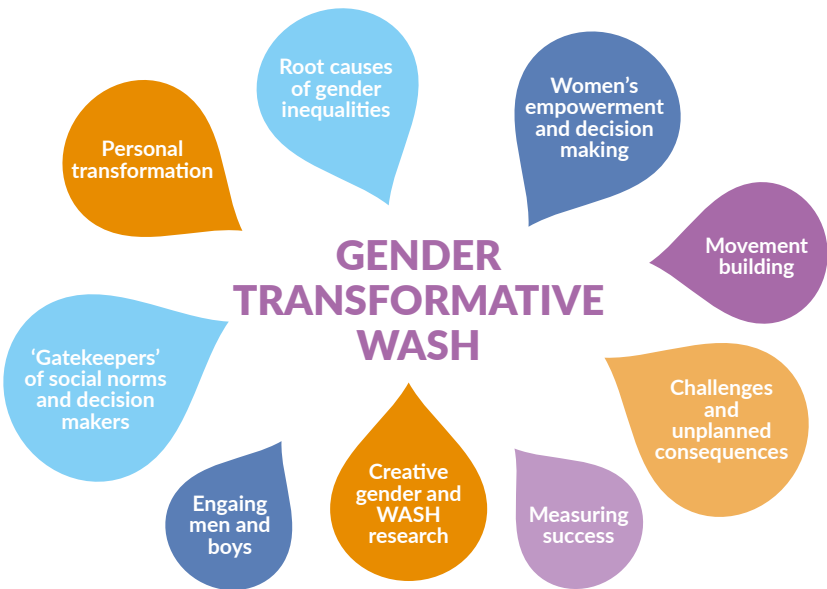 Root causes
of gender
inequalities
Women's
empowerment
and decision
making
Personal
transformation
Movement
building
GENDER
TRANSFORMATIVE
WASH
'Gatekeepers'
of social norms
and decision
makers
Challenges
and
unplanned
consequences
Engaing
men and
boys
Creative
gender and
WASH
research
Measuring
success